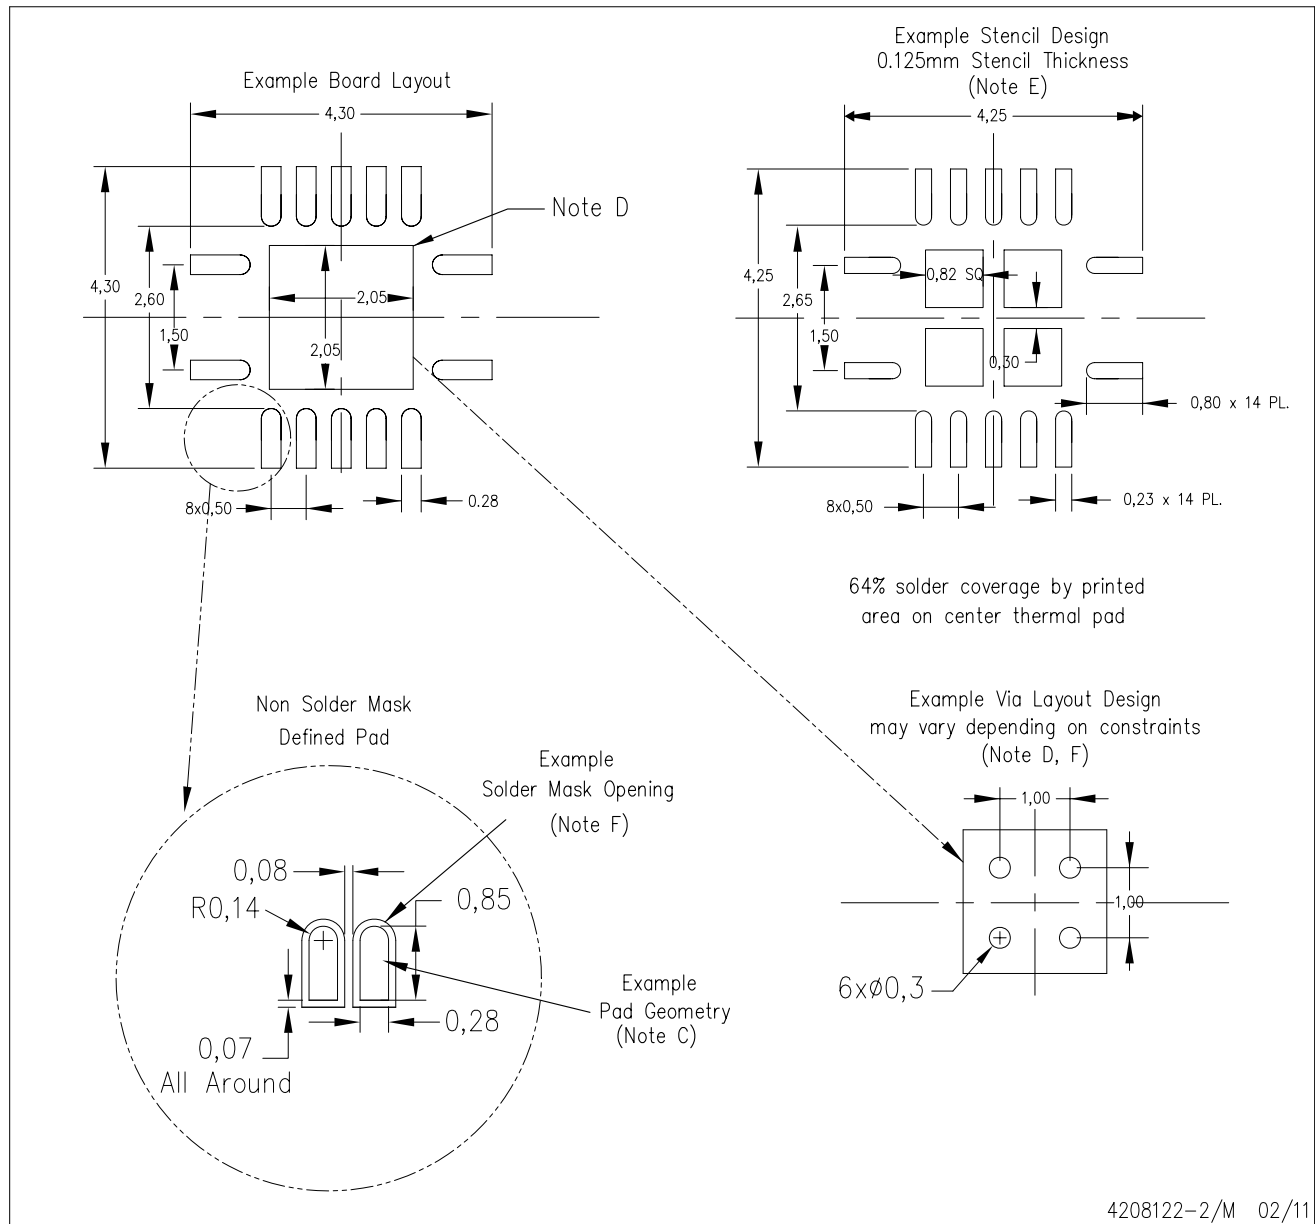 Example Board Layout
4,30
Note D
4,30
2,60
1,50
2,05
2,05
8x0,50
0.28
Example Stencil Design
0.125mm Stencil Thickness
(Note E)
4,25
4,25
2,65
1,50
0,82 SQ
0,30
0,80 x 14 PL.
8x0,50
0,23 x 14 PL.
64% solder coverage by printed
area on center thermal pad
Non Solder Mask
Defined Pad
Example
Solder Mask Opening
(Note F)
0,08
R0,14
0,85
0,28
0,07
All Around
Example
Pad Geometry
(Note C)
Example Via Layout Design
may vary depending on constraints
(Note D, F)
1,00
1,00
6xø0,3
4208122-2/M 02/11